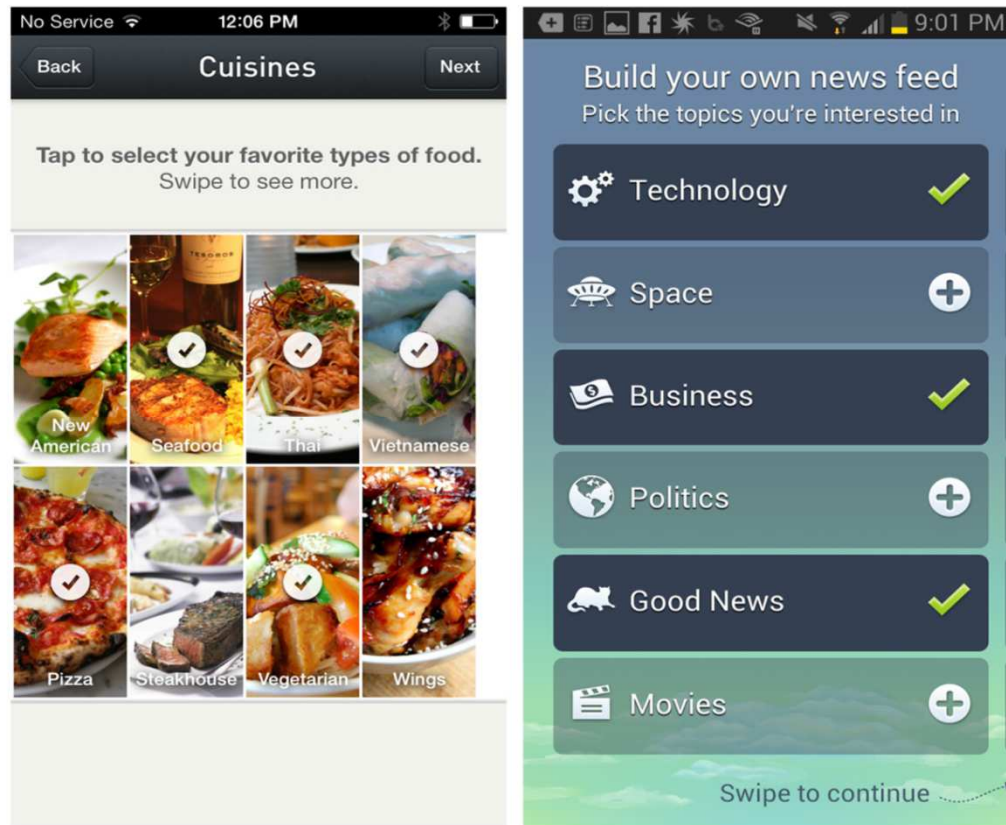 No Service 12:06 PM
Back Cuisines Next
Tap to select your favorite types of food.
Swipe to see more.
New
American Seafood Thai Vietnamese
Pizza Steakhouse Vegetarian Wings
9:01 PM
Build your own news feed
Pick the topics you're interested in
Technology
Space
Business
Politics
Good News
Movies
Swipe to continue